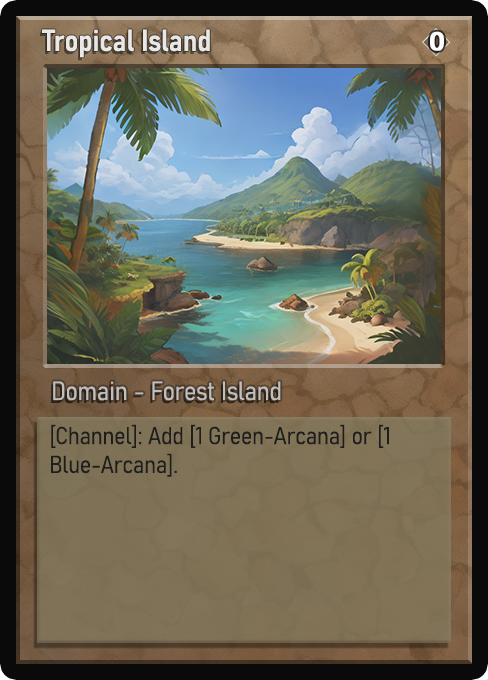 Tropical Island
0
Domain - Forest Island
[Channel]: Add [1 Green-Arcana] or [1
Blue-Arcana].